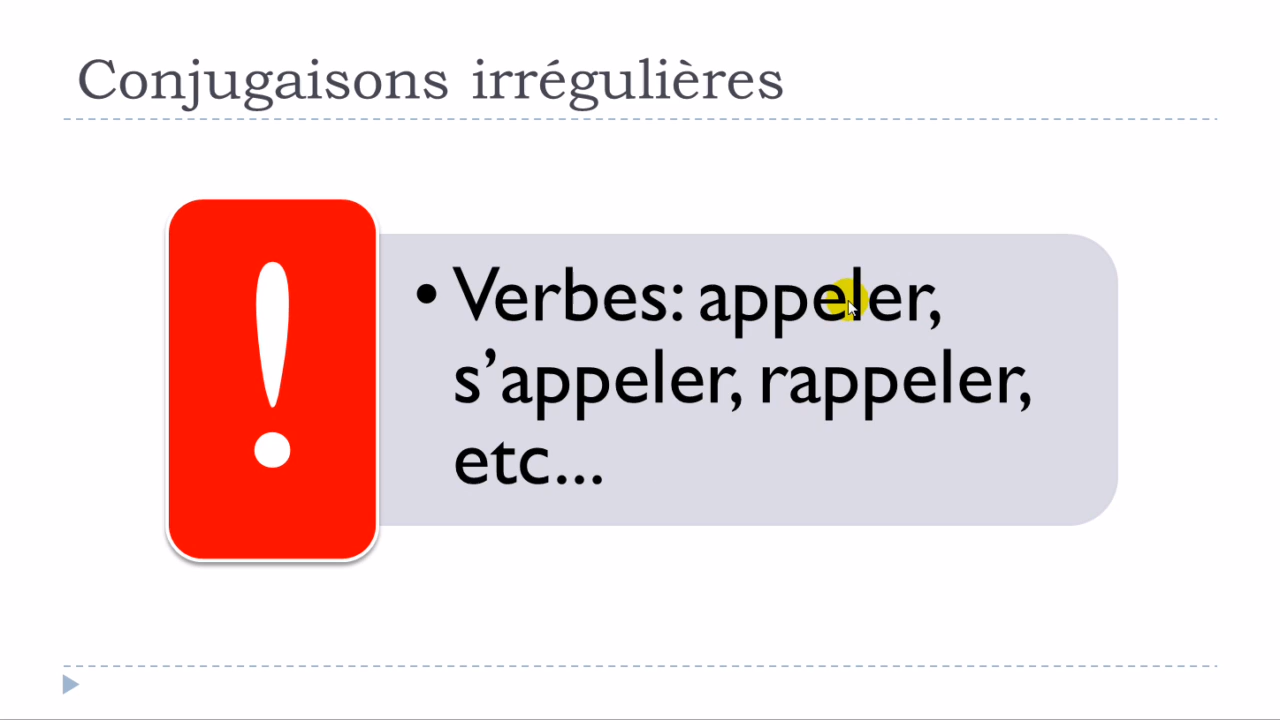 Conjugaisons irrégulières
!
• Verbes: appeler,
s’appeler, rappeler,
etc…